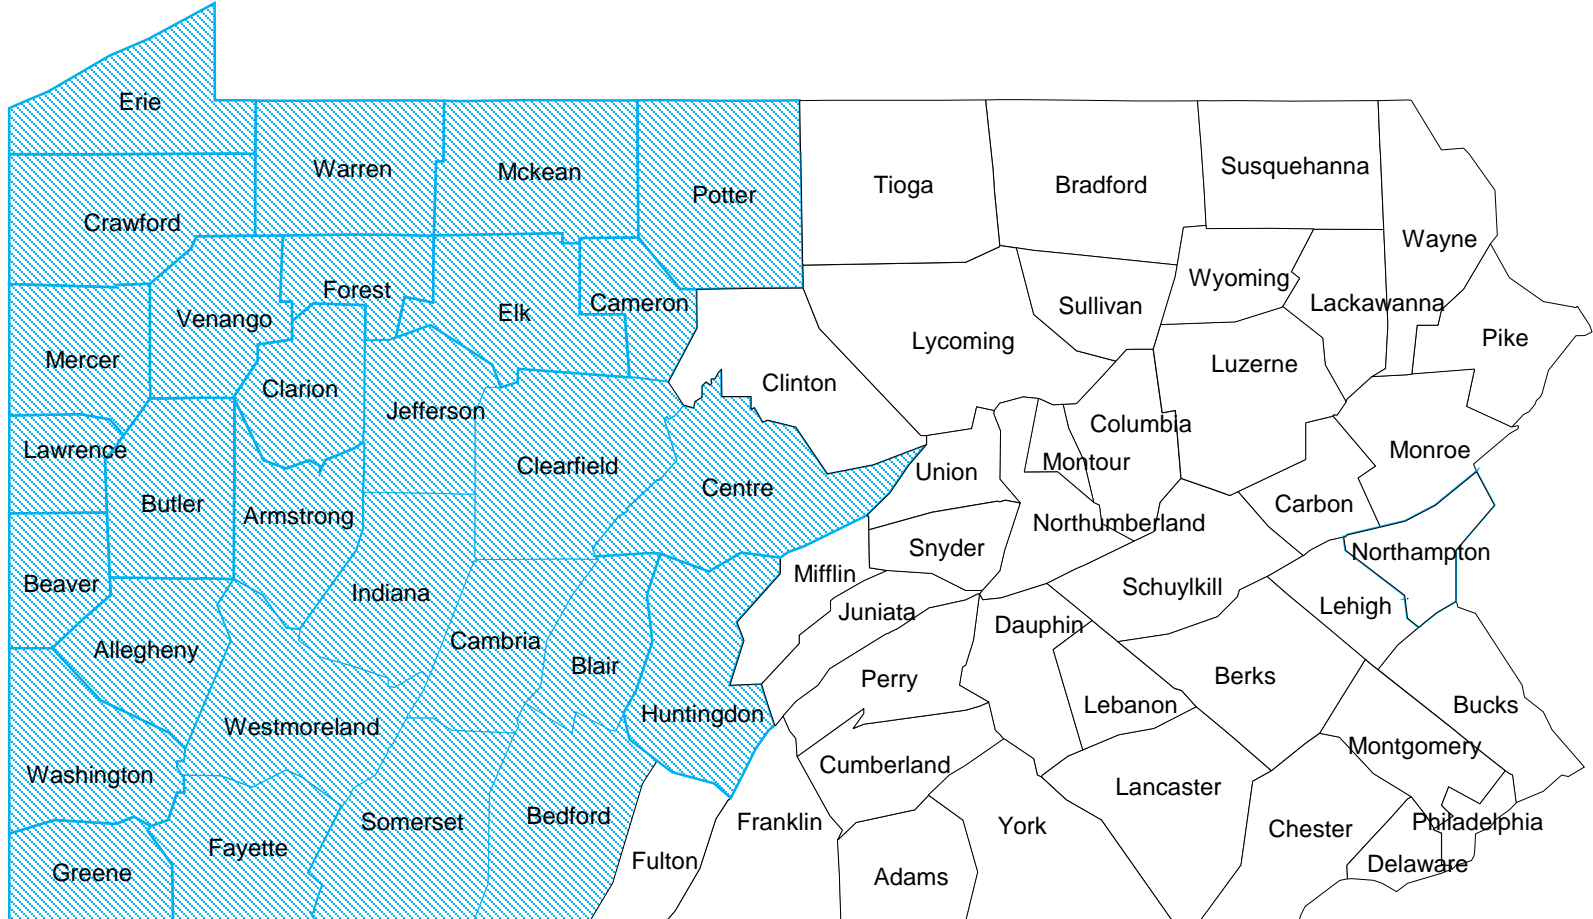 Erie
Warren
Mckean
Potter
Tioga
Bradford
Susquehanna
Crawford
Wayne
Forest
Cameron
Wyoming
Venango
Elk
Sullivan
Lackawanna
Mercer
Lycoming
Pike
Clarion
Clinton
Luzerne
Jefferson
Columbia
Lawrence
Clearfield
Union
Montour
Monroe
Butler
Centre
Carbon
Armstrong
Northumberland
Snyder
Northampton
Beaver
Mifflin
Indiana
Schuylkill
Juniata
Lehigh
Allegheny
Cambria
Dauphin
Blair
Perry
Berks
Westmoreland
Huntingdon
Lebanon
Bucks
Washington
Cumberland
Montgomery
Lancaster
Bedford
Somerset
Franklin
York
Chester
Philadelphia
Fayette
Greene
Fulton
Adams
Delaware